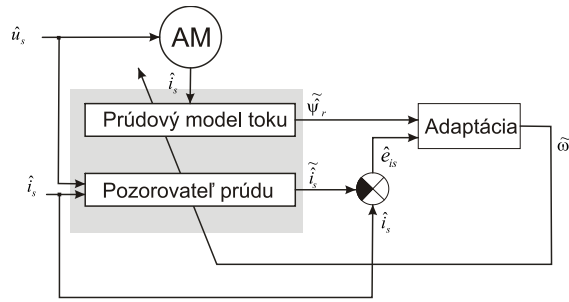 û_s
AM
î_s
Prúdový model toku
ψ̃̂_r
Adaptácia
ω̃
ê_is
î_s
Pozorovateľ prúdu
ĩ̂_s
î_s